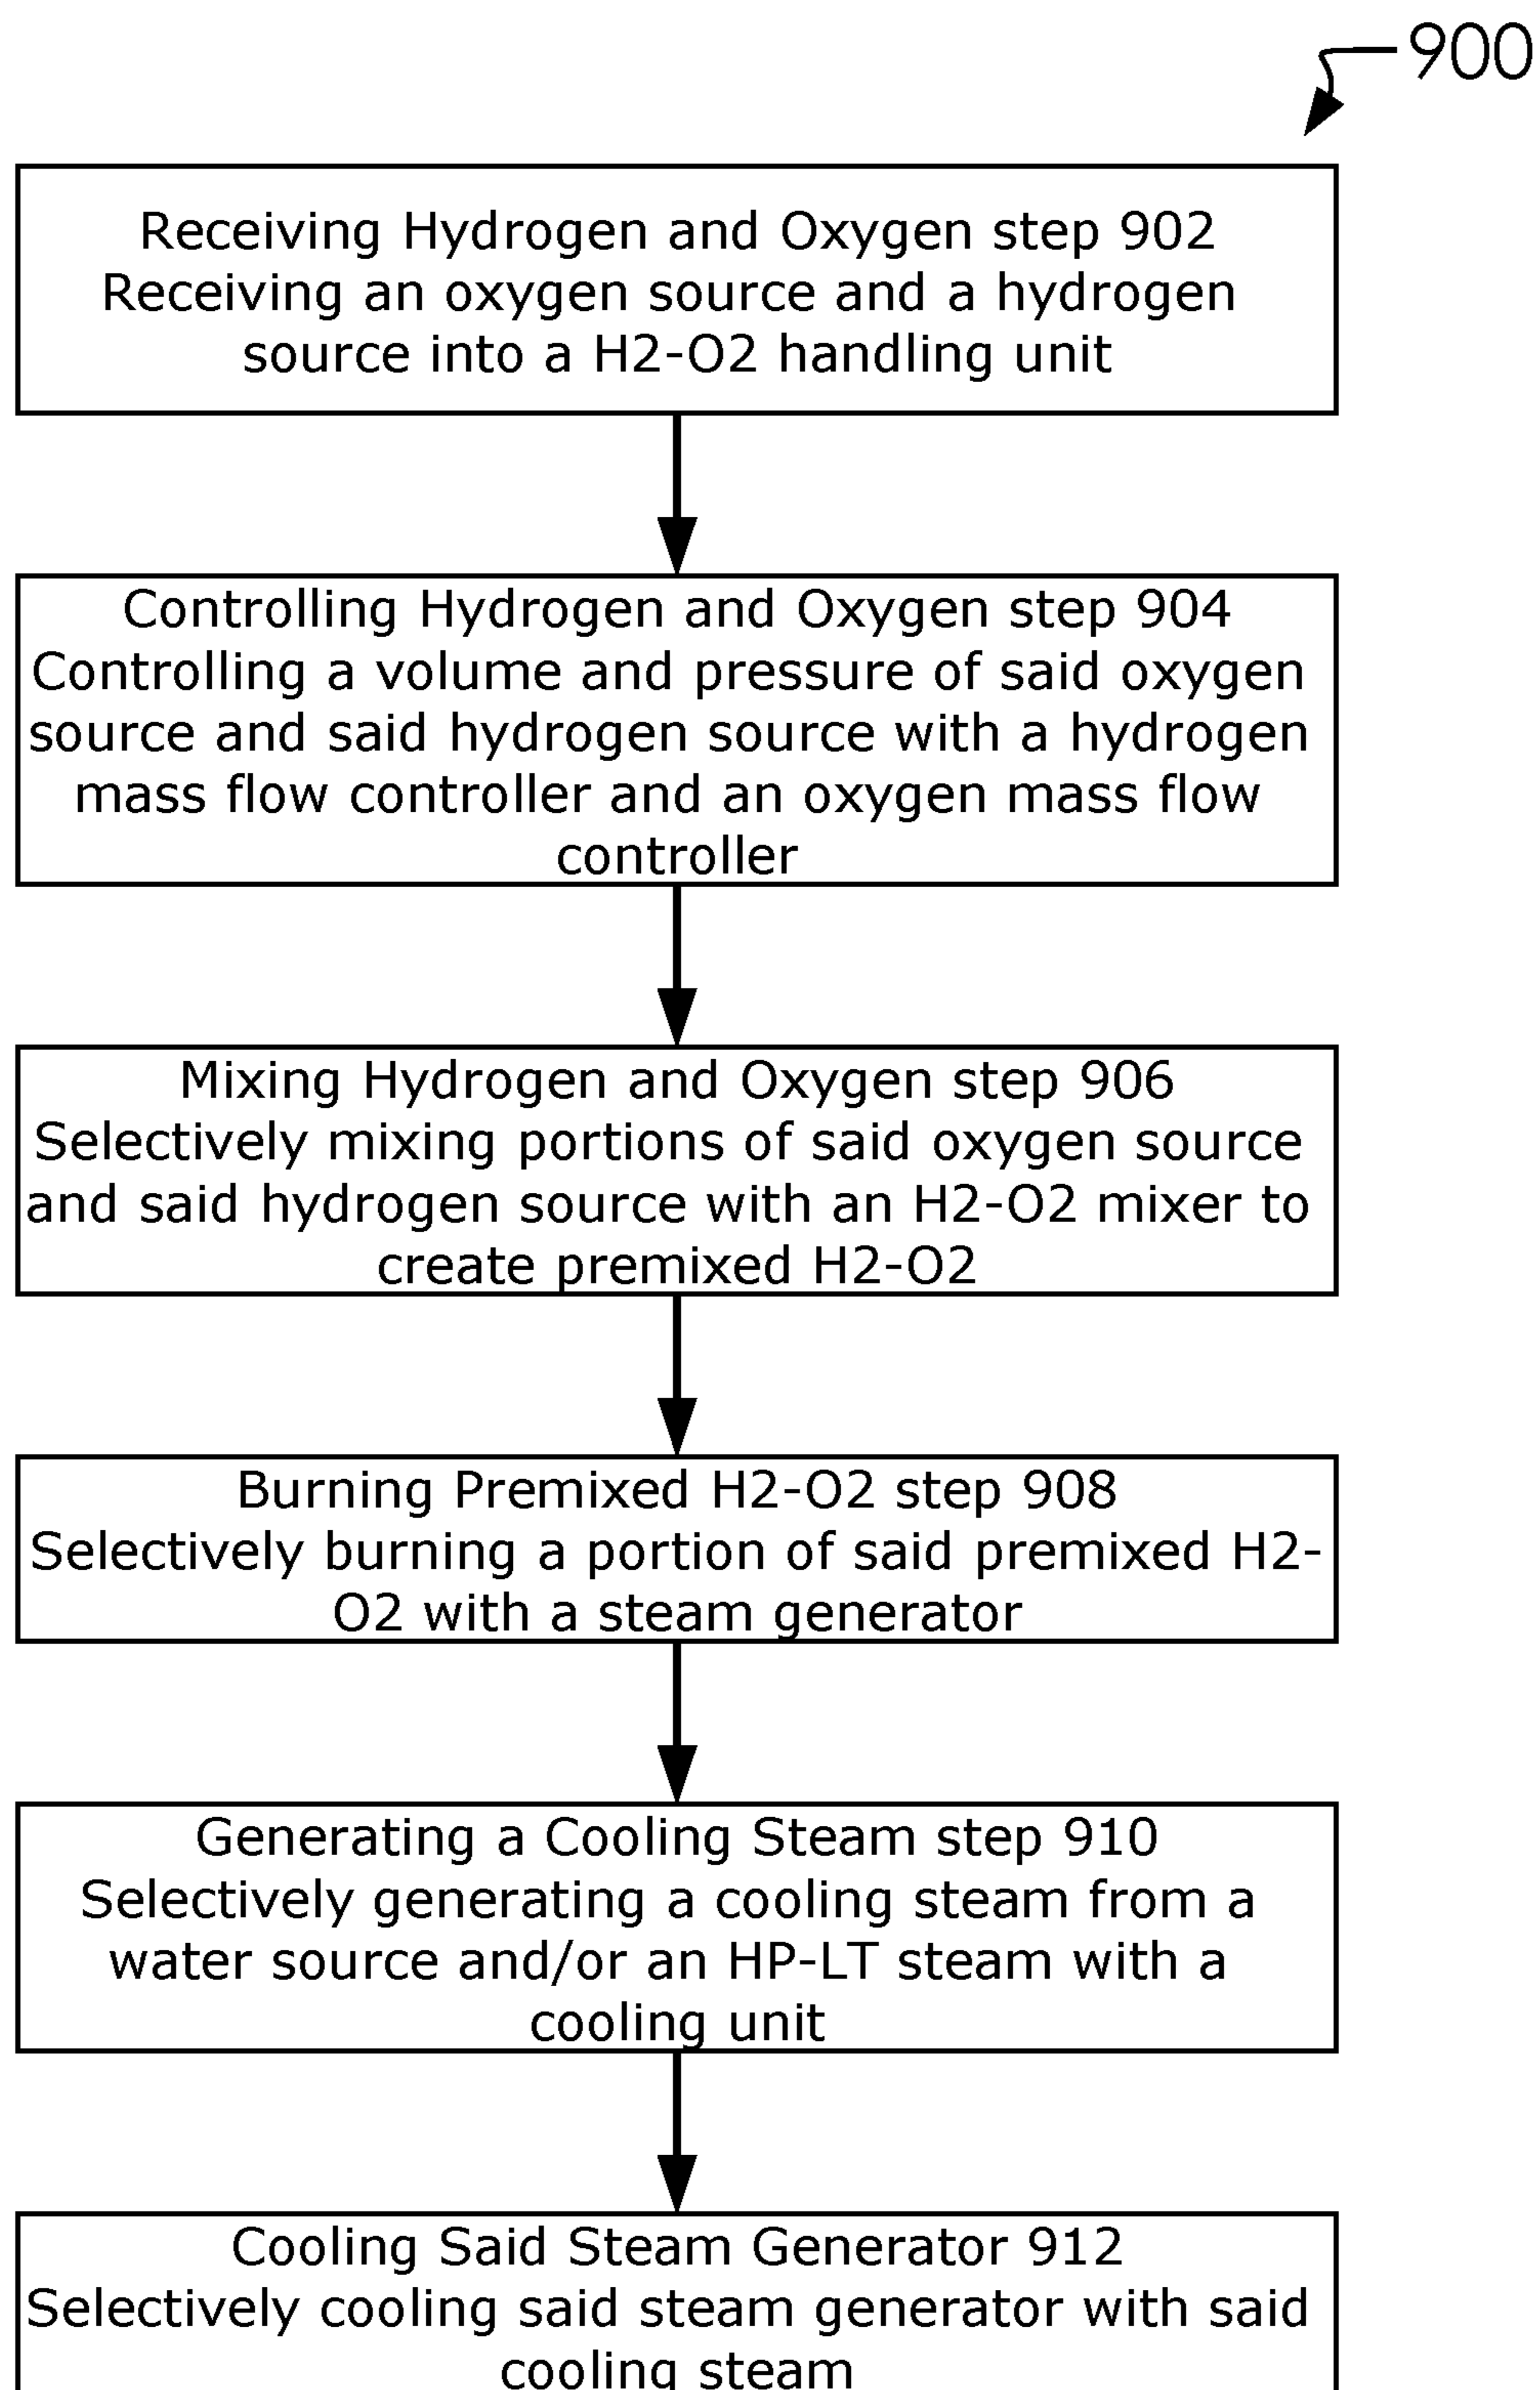 900
Receiving Hydrogen and Oxygen step 902
Receiving an oxygen source and a hydrogen
source into a H2-O2 handling unit
Controlling Hydrogen and Oxygen step 904
Controlling a volume and pressure of said oxygen
source and said hydrogen source with a hydrogen
mass flow controller and an oxygen mass flow
controller
Mixing Hydrogen and Oxygen step 906
Selectively mixing portions of said oxygen source
and said hydrogen source with an H2-O2 mixer to
create premixed H2-O2
Burning Premixed H2-O2 step 908
Selectively burning a portion of said premixed H2-
O2 with a steam generator
Generating a Cooling Steam step 910
Selectively generating a cooling steam from a
water source and/or an HP-LT steam with a
cooling unit
Cooling Said Steam Generator 912
Selectively cooling said steam generator with said
cooling steam